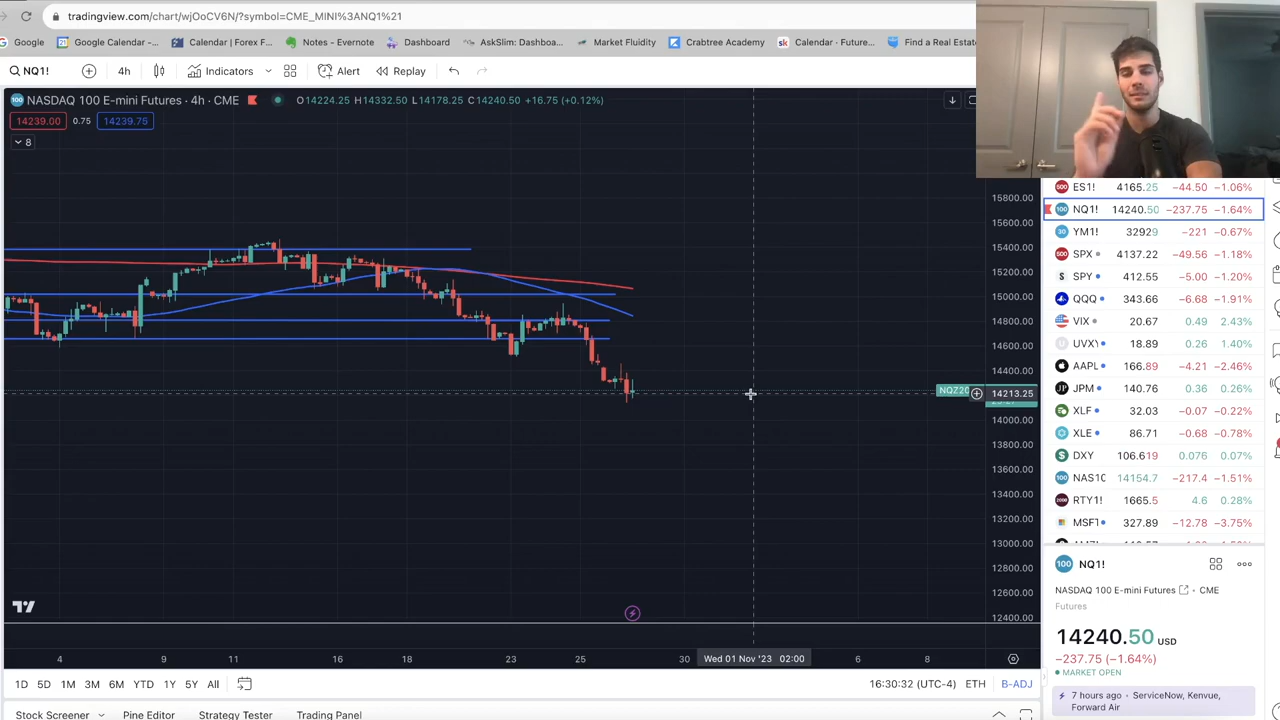 tradingview.com/chart/wjOoCV6N/?symbol=CME_MINI%3ANQ1%21
Google Google Calendar -... Calendar | Forex F... Notes - Evernote Dashboard AskSlim: Dashboa... Market Fluidity Crabtree Academy Calendar - Future... Find a Real Estate
NQ1! 4h Indicators Alert Replay
NASDAQ 100 E-mini Futures · 4h · CME O14224.25 H14332.50 L14178.25 C14240.50 +16.75 (+0.12%)
14239.00 0.75 14239.75
8
15800.00
15600.00
15400.00
15200.00
15000.00
14800.00
14600.00
14400.00
14213.25
14000.00
13800.00
13600.00
13400.00
13200.00
13000.00
12800.00
12600.00
12400.00
4 9 11 16 18 23 25 30 Wed 01 Nov '23 02:00 6 8
1D 5D 1M 3M 6M YTD 1Y 5Y All 16:30:32 (UTC-4) ETH B-ADJ
Stock Screener Pine Editor Strategy Tester Trading Panel
ES1! 4165.25 −44.50 −1.06%
NQ1! 14240.50 −237.75 −1.64%
YM1! 32929 −221 −0.67%
SPX 4137.22 −49.56 −1.18%
SPY 412.55 −5.00 −1.20%
QQQ 343.66 −6.68 −1.91%
VIX 20.67 0.49 2.43%
UVXY 18.89 0.26 1.40%
AAPL 166.89 −4.21 −2.46%
JPM 140.76 0.36 0.26%
XLF 32.03 −0.07 −0.22%
XLE 86.71 −0.68 −0.78%
DXY 106.619 0.076 0.07%
NAS10 14154.7 −217.4 −1.51%
RTY1! 1665.5 4.6 0.28%
MSFT 327.89 −12.78 −3.75%
NQ1!
NASDAQ 100 E-mini Futures · CME
Futures
14240.50 USD
−237.75 (−1.64%)
MARKET OPEN
7 hours ago · ServiceNow, Kenvue,
Forward Air